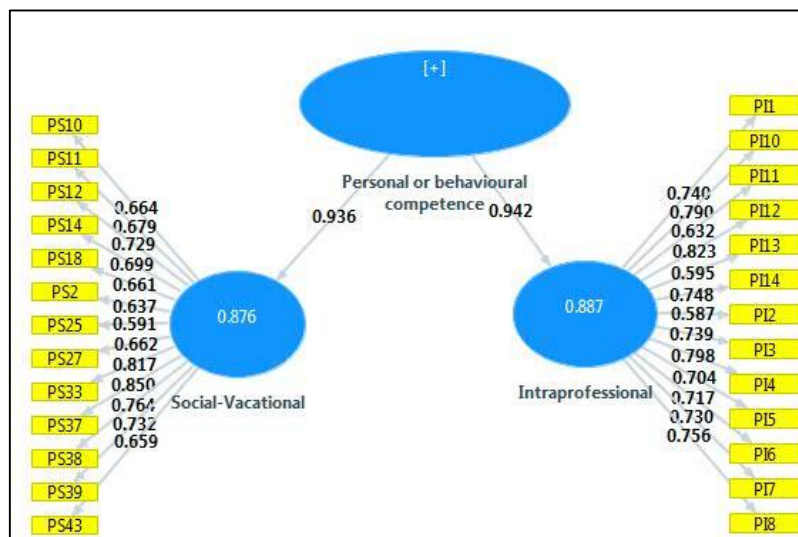 [+]
Personal or behavioural
competence
0.936
0.942
PS10
PS11
PS12
PS14
PS18
PS2
PS25
PS27
PS33
PS37
PS38
PS39
PS43
0.664
0.679
0.729
0.699
0.661
0.637
0.591
0.662
0.817
0.850
0.764
0.732
0.659
0.876
Social-Vacational
0.887
Intraprofessional
0.740
0.790
0.632
0.823
0.595
0.748
0.587
0.739
0.798
0.704
0.717
0.730
0.756
PI1
PI10
PI11
PI12
PI13
PI14
PI2
PI3
PI4
PI5
PI6
PI7
PI8